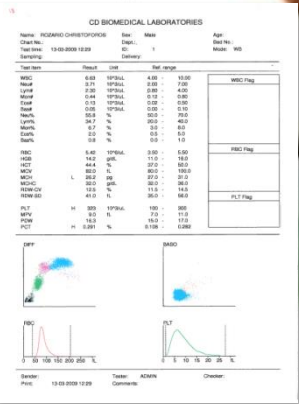 CD BIOMEDICAL LABORATORIES
Name: ROZARIO CHRISTOFOROS Sex: Male Age:
Chart No.: Dept.: Bed No.:
Test time: 13-03-2009 12:29 ID: 1 Mode: WB
Sampling: Delivery:
Test item Result Unit Ref. range
WBC 6.63 10^3/uL 4.00 - 10.00 WBC Flag
Neu# 3.71 10^3/uL 2.00 - 7.00
Lym# 2.30 10^3/uL 0.80 - 4.00
Mon# 0.44 10^3/uL 0.12 - 0.80
Eos# 0.13 10^3/uL 0.02 - 0.50
Bas# 0.05 10^3/uL 0.00 - 0.10
Neu% 55.8 % 50.0 - 70.0
Lym% 34.7 % 20.0 - 40.0
Mon% 6.7 % 3.0 - 8.0
Eos% 2.0 % 0.5 - 5.0
Bas% 0.8 % 0.0 - 1.0
RBC 5.40 10^6/uL 3.50 - 5.50 RBC Flag
HGB 14.2 g/dL 11.0 - 16.0
HCT 44.4 % 37.0 - 50.0
MCV 82.0 fL 80.0 - 100.0
MCH L 26.2 pg 27.0 - 31.0
MCHC 32.0 g/dL 32.0 - 36.0
RDW-CV 12.5 % 11.5 - 14.5
RDW-SD 41.0 fL 35.0 - 56.0
PLT Flag
PLT H 323 10^3/uL 100 - 300
MPV 9.0 fL 7.0 - 11.0
PDW 16.3 15.0 - 17.0
PCT H 0.291 % 0.108 - 0.282
DIFF BASO
RBC PLT
0 50 100 150 200 250 fL 0 5 10 15 20 25 fL
Sender: Tester: ADMIN Checker:
Print: 13-03-2009 12:29 Comments: